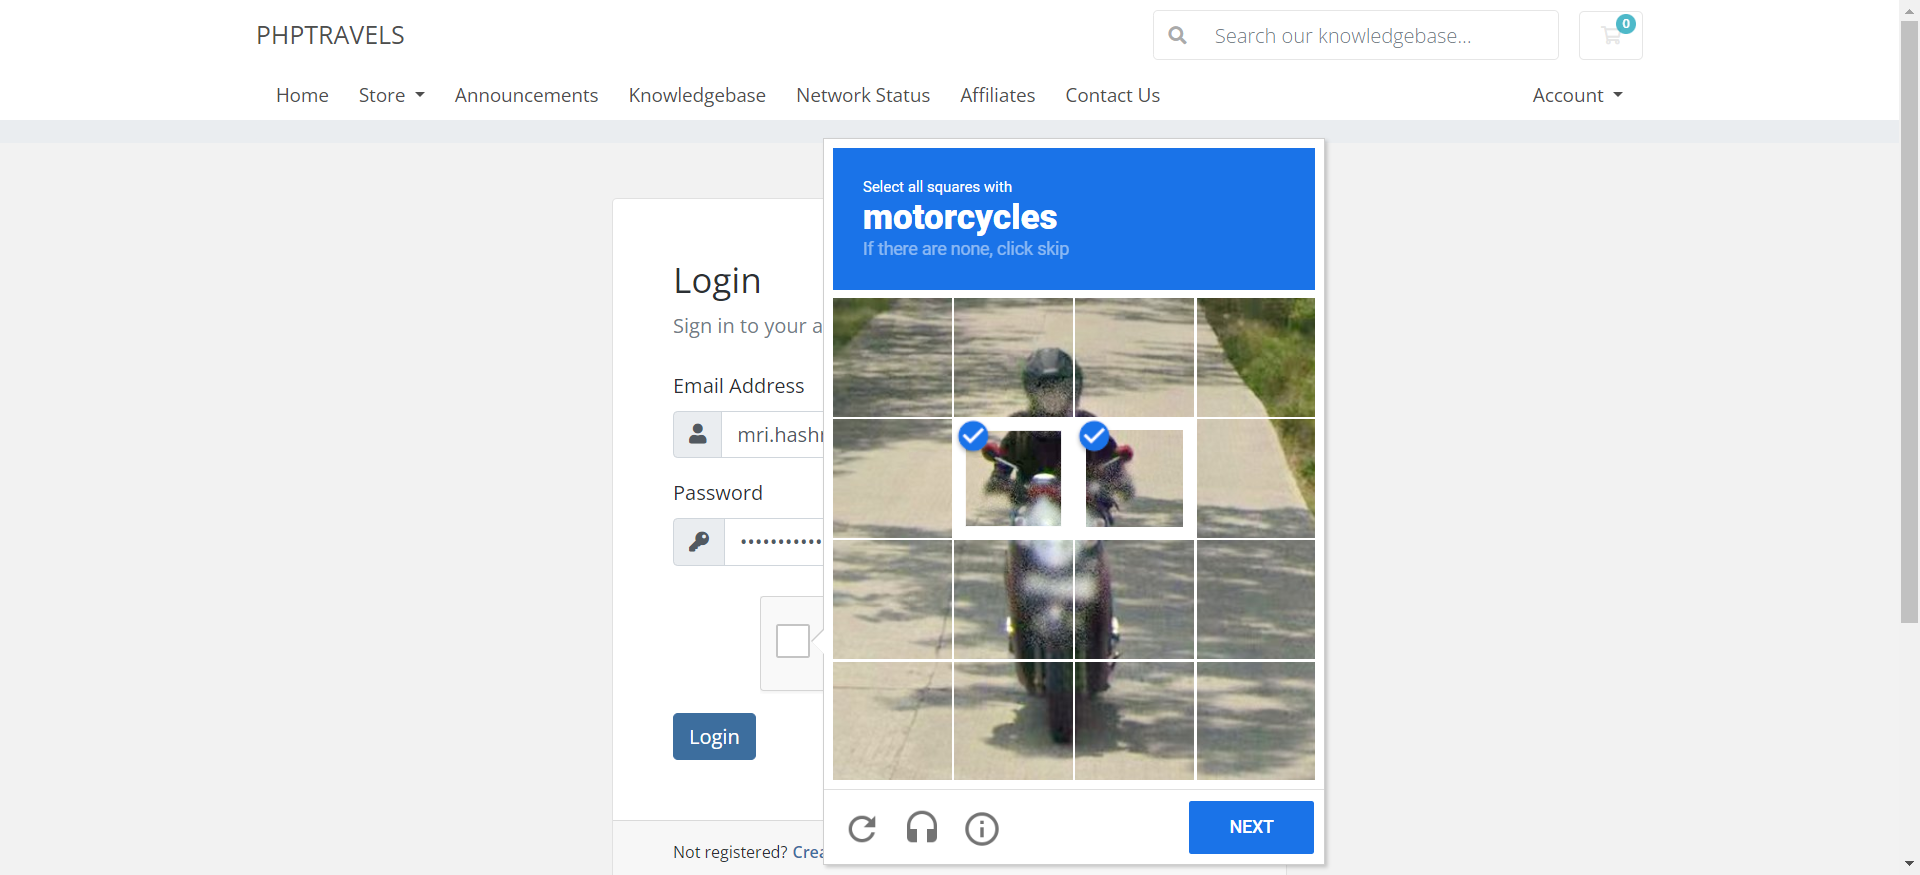 PHPTRAVELS
Search our knowledgebase...
0
Home
Store
Announcements
Knowledgebase
Network Status
Affiliates
Contact Us
Account
Login
Sign in to your a
Email Address
mri.hash
Password
Login
Not registered? Crea
Select all squares with
motorcycles
If there are none, click skip
NEXT